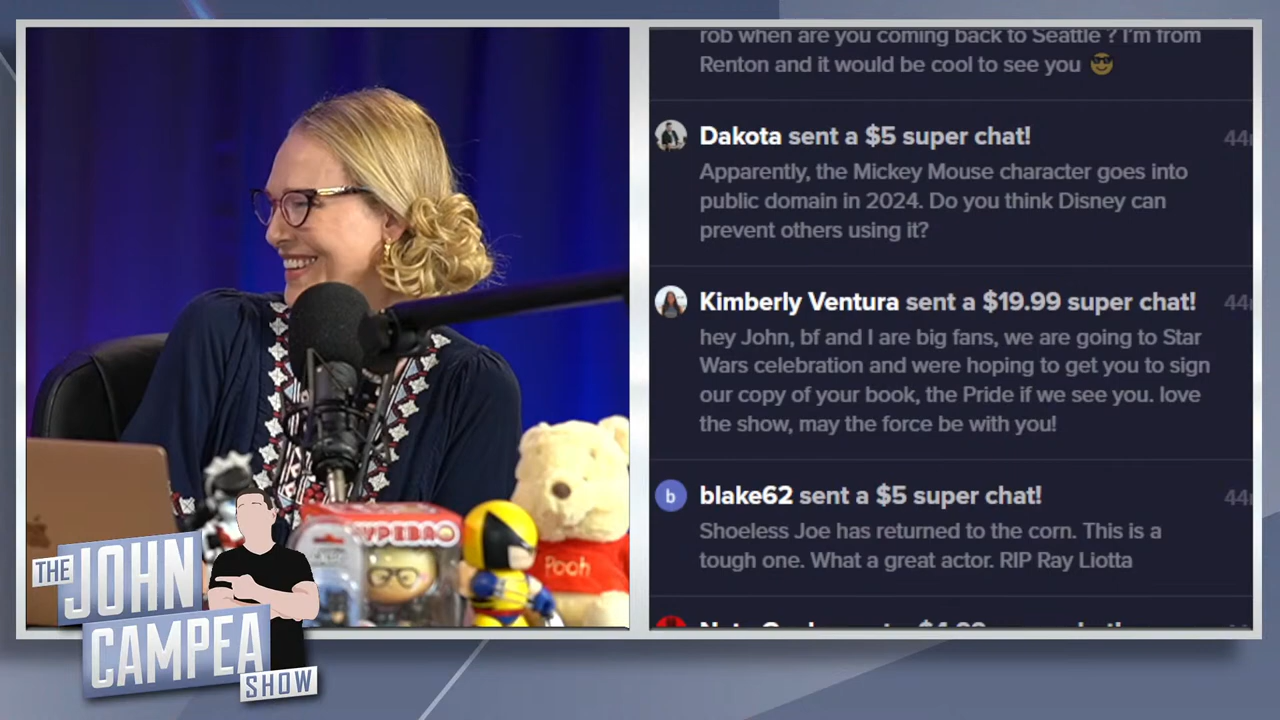 rob when are you coming back to Seattle ? I'm from
Renton and it would be cool to see you 😎
Dakota sent a $5 super chat!
44
Apparently, the Mickey Mouse character goes into
public domain in 2024. Do you think Disney can
prevent others using it?
Kimberly Ventura sent a $19.99 super chat!
44
hey John, bf and I are big fans, we are going to Star
Wars celebration and were hoping to get you to sign
our copy of your book, the Pride if we see you. love
the show, may the force be with you!
b
blake62 sent a $5 super chat!
44
Shoeless Joe has returned to the corn. This is a
tough one. What a great actor. RIP Ray Liotta
Pooh
THE
JOHN
CAMPEA
SHOW